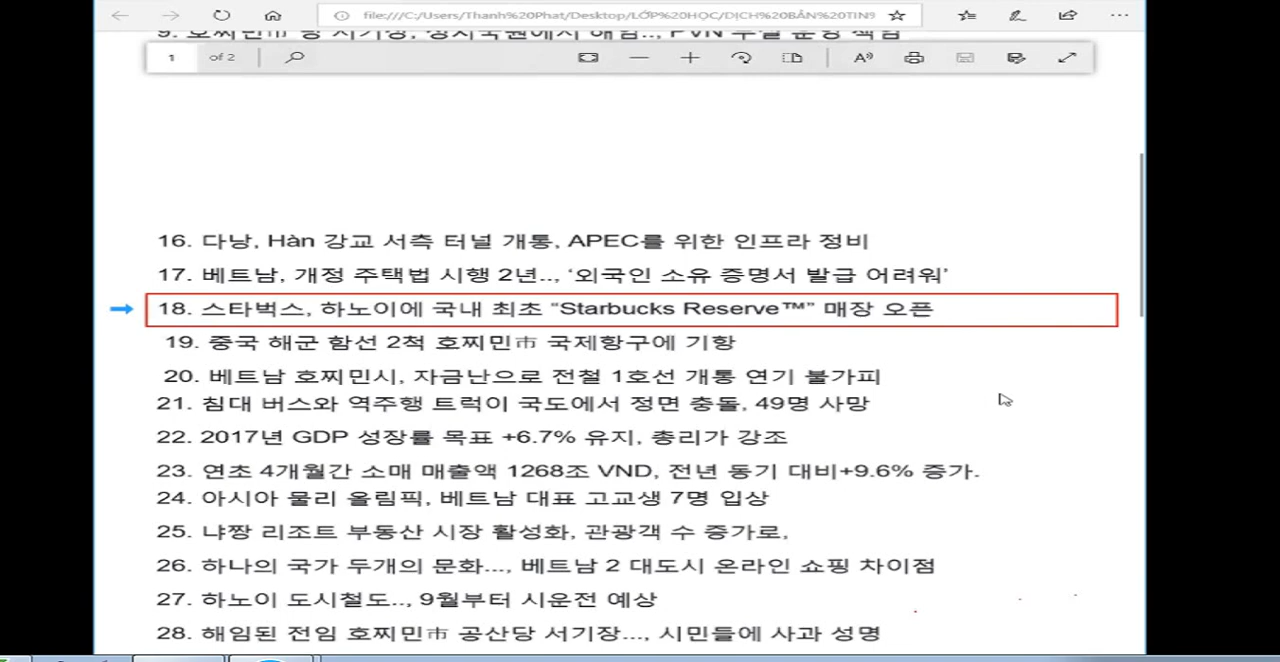 file:///C:/Users/Thanh%20Phat/Desktop/LỚP%20HỌC/DỊCH%20BẢN%20TIN%
1 of 2
16. 다낭, Hàn 강교 서측 터널 개통, APEC를 위한 인프라 정비
17. 베트남, 개정 주택법 시행 2년.., ‘외국인 소유 증명서 발급 어려워’
18. 스타벅스, 하노이에 국내 최초 “Starbucks Reserve™” 매장 오픈
19. 중국 해군 함선 2척 호찌민市 국제항구에 기항
20. 베트남 호찌민시, 자금난으로 전철 1호선 개통 연기 불가피
21. 침대 버스와 역주행 트럭이 국도에서 정면 충돌, 49명 사망
22. 2017년 GDP 성장률 목표 +6.7% 유지, 총리가 강조
23. 연초 4개월간 소매 매출액 1268조 VND, 전년 동기 대비+9.6% 증가.
24. 아시아 물리 올림픽, 베트남 대표 고교생 7명 입상
25. 냐짱 리조트 부동산 시장 활성화, 관광객 수 증가로,
26. 하나의 국가 두개의 문화..., 베트남 2 대도시 온라인 쇼핑 차이점
27. 하노이 도시철도.., 9월부터 시운전 예상
28. 해임된 전임 호찌민市 공산당 서기장..., 시민들에 사과 성명